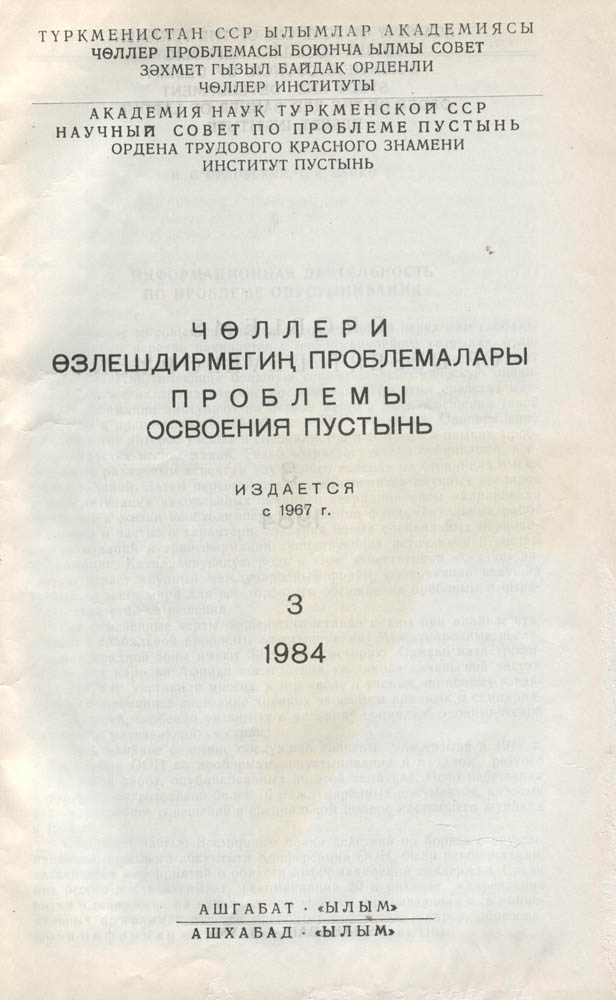 ТҮРКМЕНИСТАН ССР ЫЛЫМЛАР АКАДЕМИЯСЫ
ЧӨЛЛЕР ПРОБЛЕМАСЫ БОЮНЧА ЫЛМЫ СОВЕТ
ЗӘХМЕТ ГЫЗЫЛ БАЙДАК ОРДЕНЛИ
ЧӨЛЛЕР ИНСТИТУТЫ
АКАДЕМИЯ НАУК ТУРКМЕНСКОЙ ССР
НАУЧНЫЙ СОВЕТ ПО ПРОБЛЕМЕ ПУСТЫНЬ
ОРДЕНА ТРУДОВОГО КРАСНОГО ЗНАМЕНИ
ИНСТИТУТ ПУСТЫНЬ
ЧӨЛЛЕРИ
ӨЗЛЕШДИРМЕГИҢ ПРОБЛЕМАЛАРЫ
ПРОБЛЕМЫ
ОСВОЕНИЯ ПУСТЫНЬ
ИЗДАЕТСЯ
с 1967 г.
3
1984
АШГАБАТ · «ЫЛЫМ»
АШХАБАД · «ЫЛЫМ»